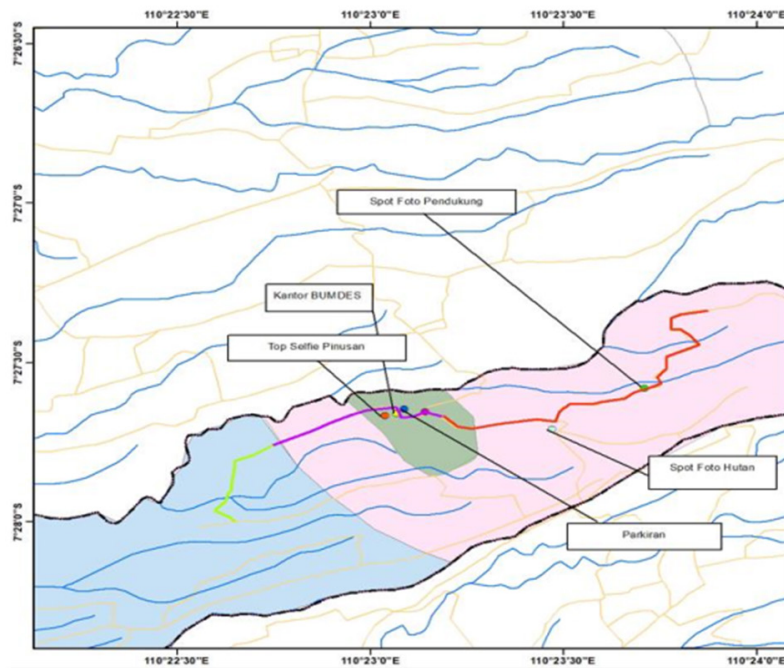 110°22'30"E 110°23'0"E 110°23'30"E 110°24'0"E
7°26'30"S
7°27'0"S
Spot Foto Pendukung
Kantor BUMDES
Top Selfie Pinusan
7°27'30"S
Spot Foto Hutan
Parkiran
7°28'0"S
110°22'30"E 110°23'0"E 110°23'30"E 110°24'0"E